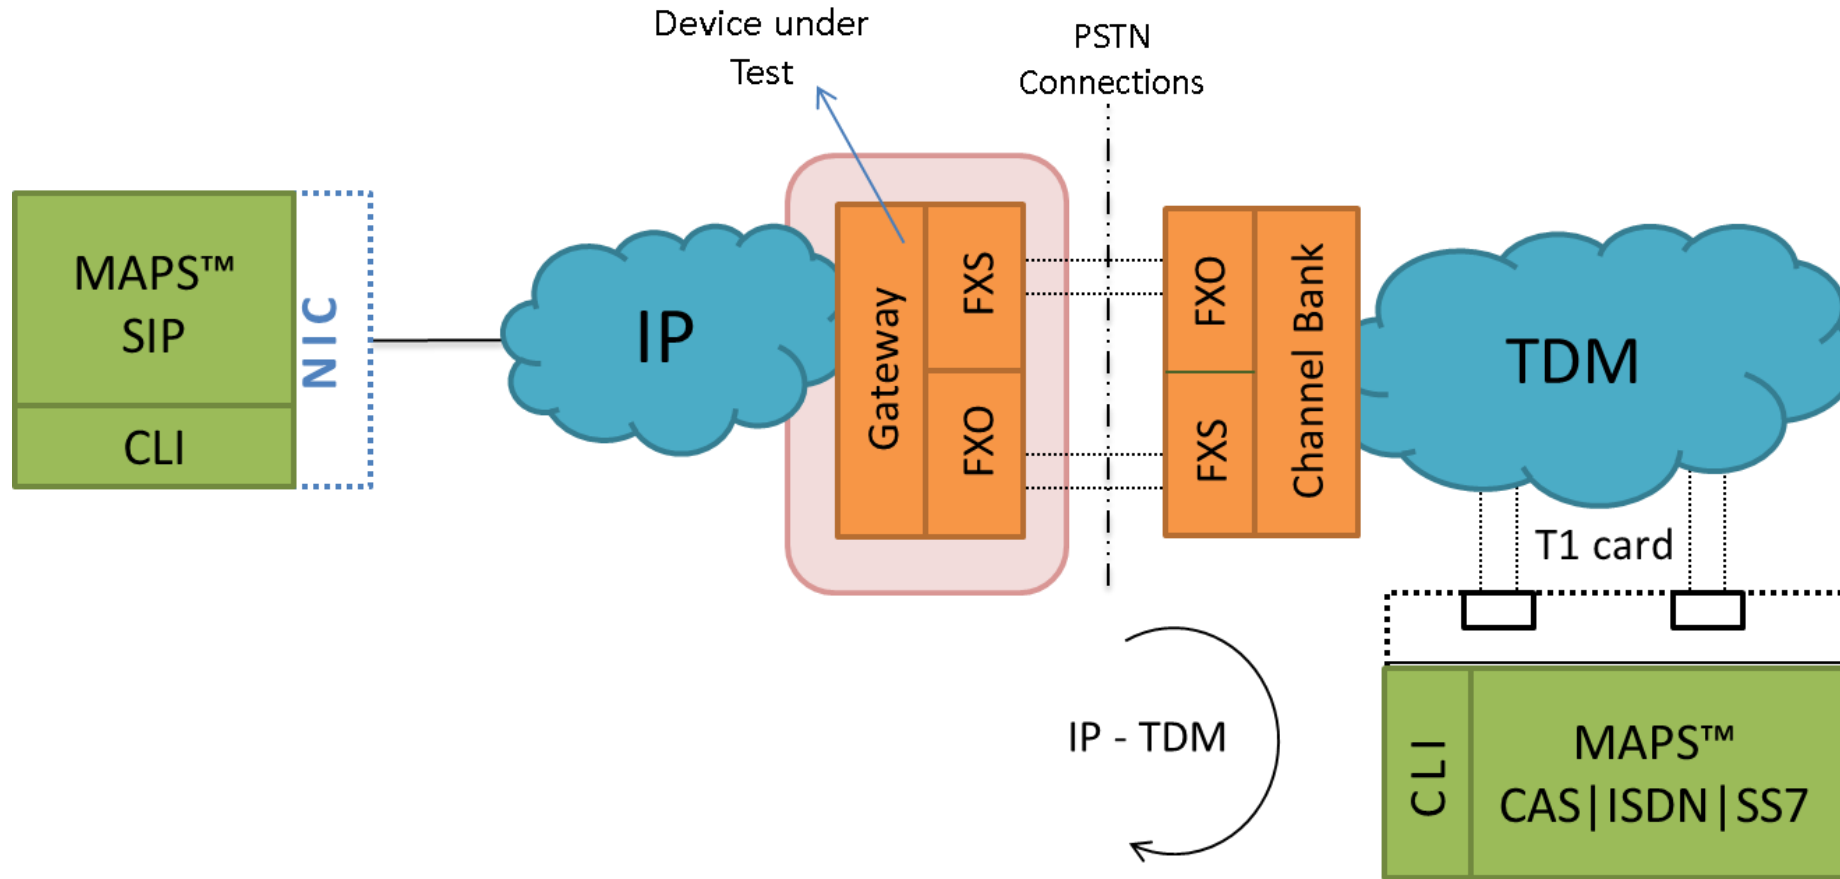 Device under
Test
PSTN
Connections
MAPS™
SIP
CLI
NIC
IP
Gateway
FXS
FXO
FXO
FXS
Channel Bank
TDM
T1 card
IP - TDM
CLI
MAPS™
CAS|ISDN|SS7